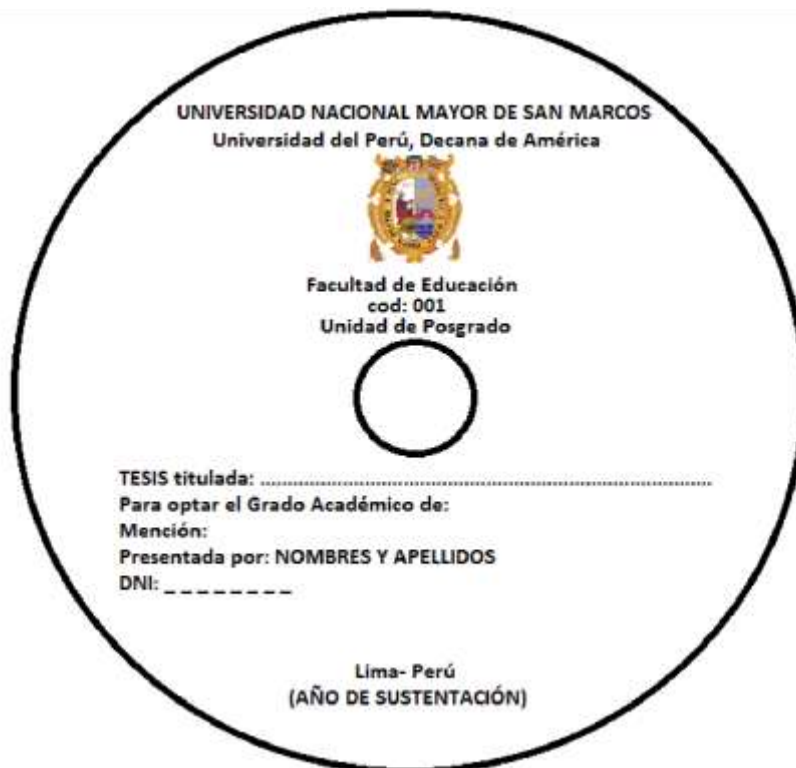 UNIVERSIDAD NACIONAL MAYOR DE SAN MARCOS
Universidad del Perú, Decana de América
Facultad de Educación
cod: 001
Unidad de Posgrado
TESIS titulada: ................................................................................
Para optar el Grado Académico de:
Mención:
Presentada por: NOMBRES Y APELLIDOS
DNI: _ _ _ _ _ _ _ _
Lima- Perú
(AÑO DE SUSTENTACIÓN)